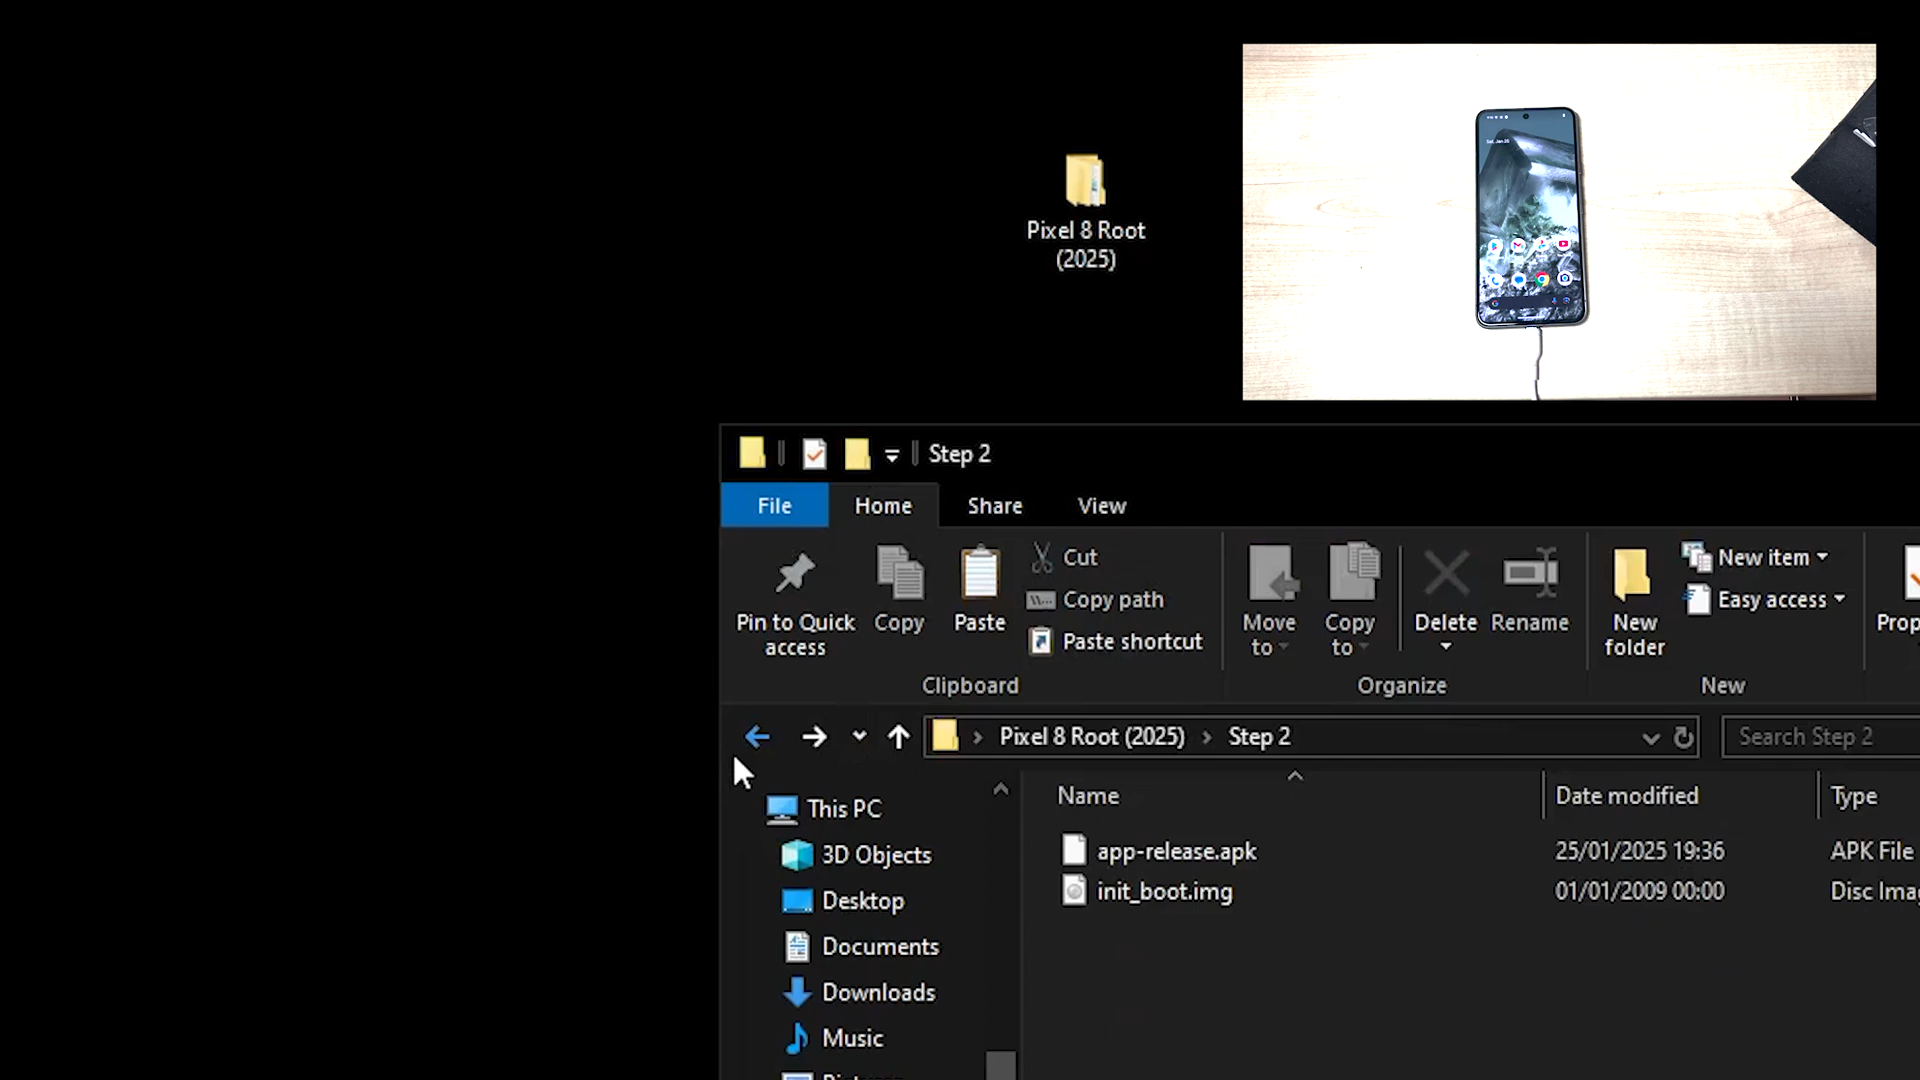 Pixel 8 Root
(2025)
Step 2
File
Home
Share
View
Pin to Quick
access
Copy
Paste
Cut
Copy path
Paste shortcut
Move
to
Copy
to
Delete
Rename
New
folder
New item
Easy access
Prop
Clipboard
Organize
New
Pixel 8 Root (2025)
Step 2
Search Step 2
This PC
3D Objects
Desktop
Documents
Downloads
Music
Name
Date modified
Type
app-release.apk
25/01/2025 19:36
APK File
init_boot.img
01/01/2009 00:00
Disc Ima